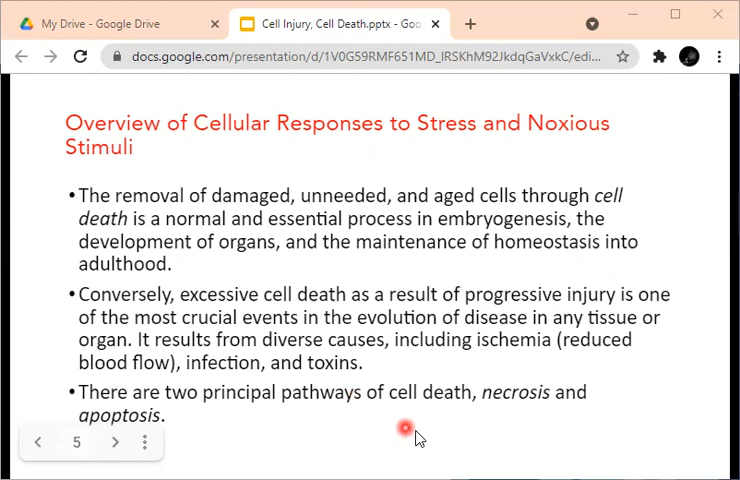 My Drive - Google Drive
Cell Injury, Cell Death.pptx - Goo
docs.google.com/presentation/d/1V0G59RMF651MD_IRSKhM92JkdqGaVxkC/edi...
Overview of Cellular Responses to Stress and Noxious
Stimuli
•The removal of damaged, unneeded, and aged cells through cell
death is a normal and essential process in embryogenesis, the
development of organs, and the maintenance of homeostasis into
adulthood.
•Conversely, excessive cell death as a result of progressive injury is one
of the most crucial events in the evolution of disease in any tissue or
organ. It results from diverse causes, including ischemia (reduced
blood flow), infection, and toxins.
•There are two principal pathways of cell death, necrosis and
apoptosis.
5